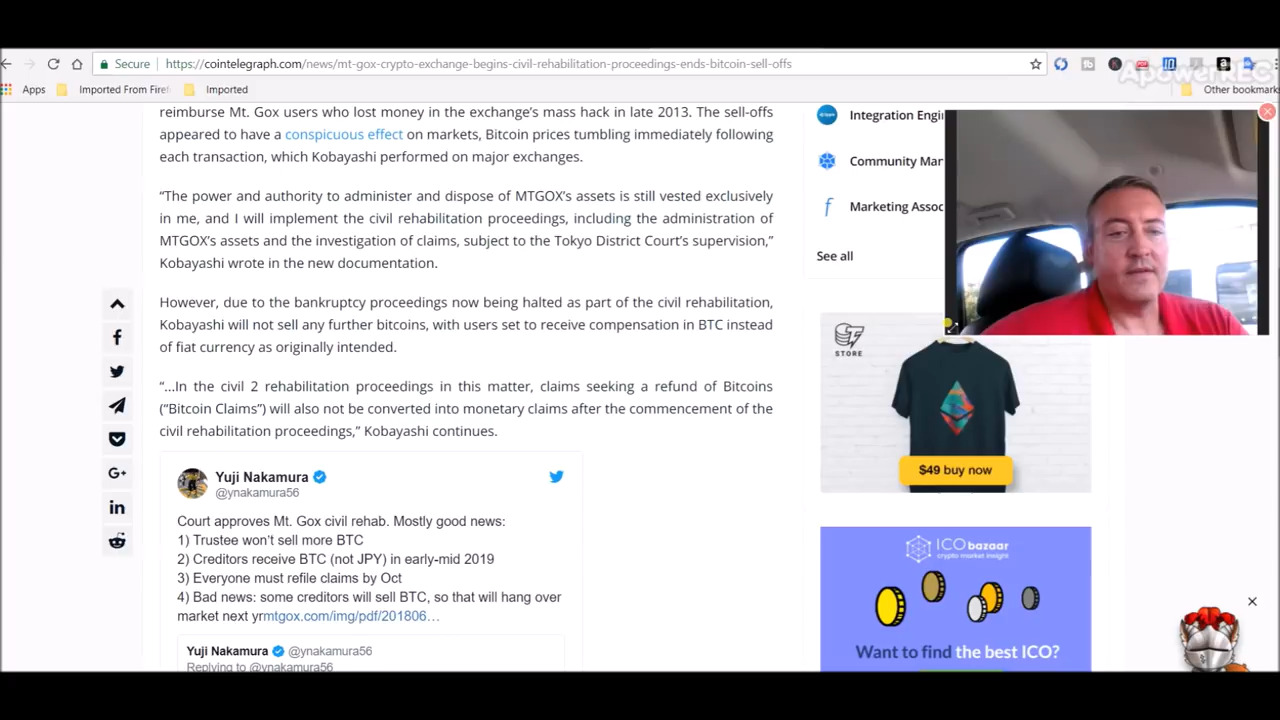 Secure
https://cointelegraph.com/news/mt-gox-crypto-exchange-begins-civil-rehabilitation-proceedings-ends-bitcoin-sell-offs
ApowerREC
Apps
Imported From Firef
Imported
Other bookmark
reimburse Mt. Gox users who lost money in the exchange's mass hack in late 2013. The sell-offs
appeared to have a conspicuous effect on markets, Bitcoin prices tumbling immediately following
each transaction, which Kobayashi performed on major exchanges.
“The power and authority to administer and dispose of MTGOX’s assets is still vested exclusively
in me, and I will implement the civil rehabilitation proceedings, including the administration of
MTGOX’s assets and the investigation of claims, subject to the Tokyo District Court’s supervision,”
Kobayashi wrote in the new documentation.
However, due to the bankruptcy proceedings now being halted as part of the civil rehabilitation,
Kobayashi will not sell any further bitcoins, with users set to receive compensation in BTC instead
of fiat currency as originally intended.
“...In the civil 2 rehabilitation proceedings in this matter, claims seeking a refund of Bitcoins
(“Bitcoin Claims”) will also not be converted into monetary claims after the commencement of the
civil rehabilitation proceedings,” Kobayashi continues.
Yuji Nakamura
@ynakamura56
Court approves Mt. Gox civil rehab. Mostly good news:
1) Trustee won't sell more BTC
2) Creditors receive BTC (not JPY) in early-mid 2019
3) Everyone must refile claims by Oct
4) Bad news: some creditors will sell BTC, so that will hang over
market next yrmtgox.com/img/pdf/201806…
Yuji Nakamura @ynakamura56
Replying to @ynakamura56
Integration Engi
Community Mar
Marketing Assoc
See all
STORE
$49 buy now
ICO bazaar
crypto market insight
Want to find the best ICO?